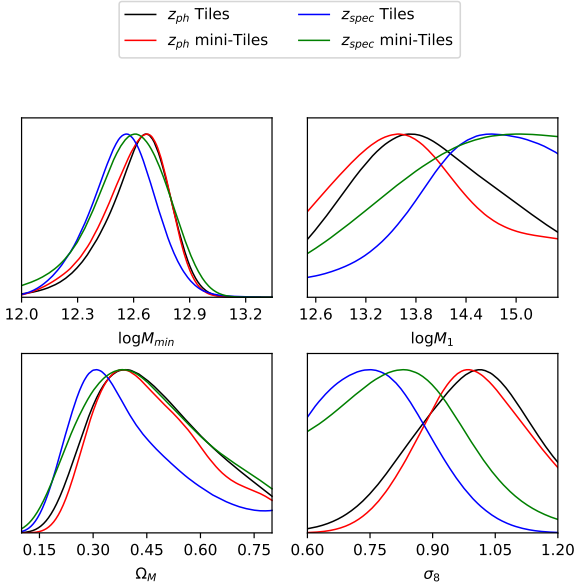 z_ph Tiles z_spec Tiles
z_ph mini-Tiles z_spec mini-Tiles
12.0 12.3 12.6 12.9 13.2
logM_min
12.6 13.2 13.8 14.4 15.0
logM_1
0.15 0.30 0.45 0.60 0.75
Ω_M
0.60 0.75 0.90 1.05 1.20
σ_8